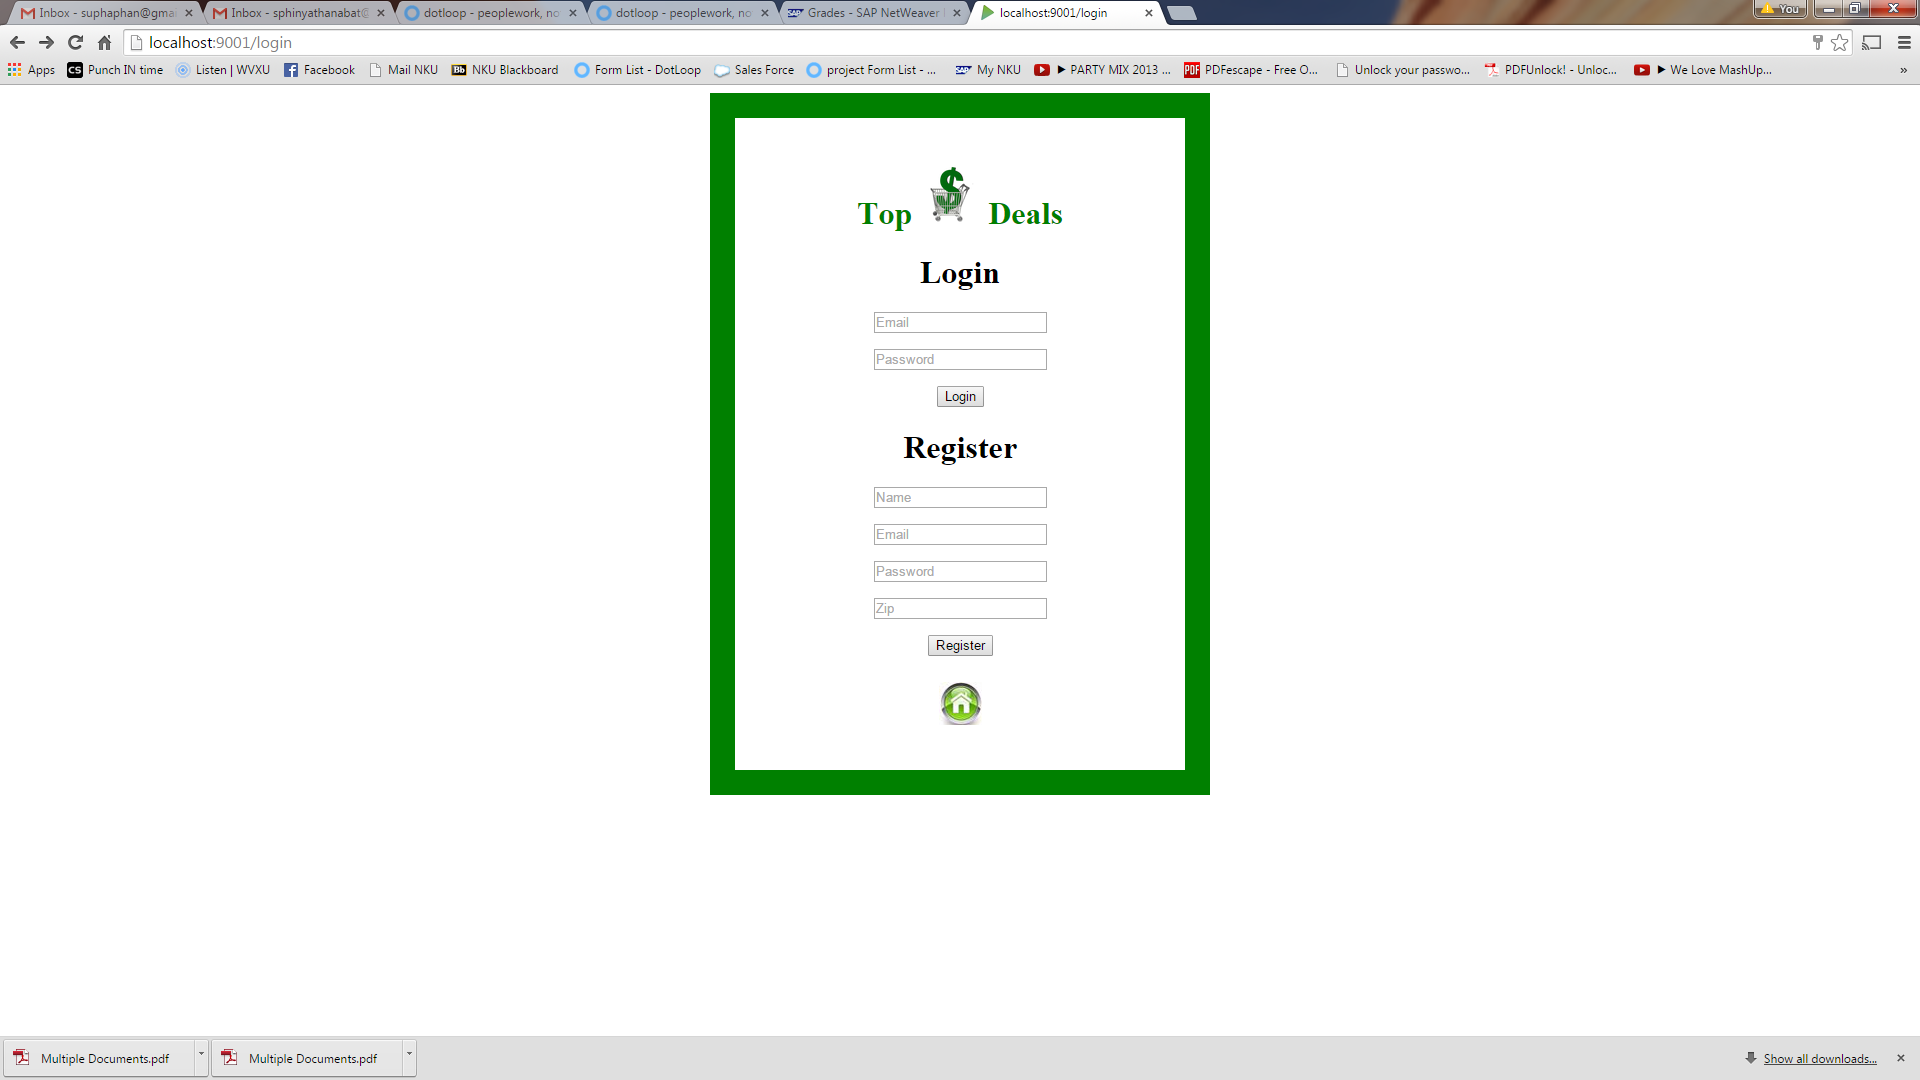 Inbox - suphaphan@gma
Inbox - sphinyathanabat@
dotloop - peoplework, no
dotloop - peoplework, no
Grades - SAP NetWeaver
localhost:9001/login
You
localhost:9001/login
Apps
Punch IN time
Listen | WVXU
Facebook
Mail NKU
Bb NKU Blackboard
Form List - DotLoop
Sales Force
project Form List - ...
SAP My NKU
▶ PARTY MIX 2013 ...
PDF PDFescape - Free O...
Unlock your passwo...
PDFUnlock! - Unloc...
▶ We Love MashUp...
»
Top $ Deals
Login
Email
Password
Login
Register
Name
Email
Password
Zip
Register
Multiple Documents.pdf
Multiple Documents.pdf
Show all downloads...